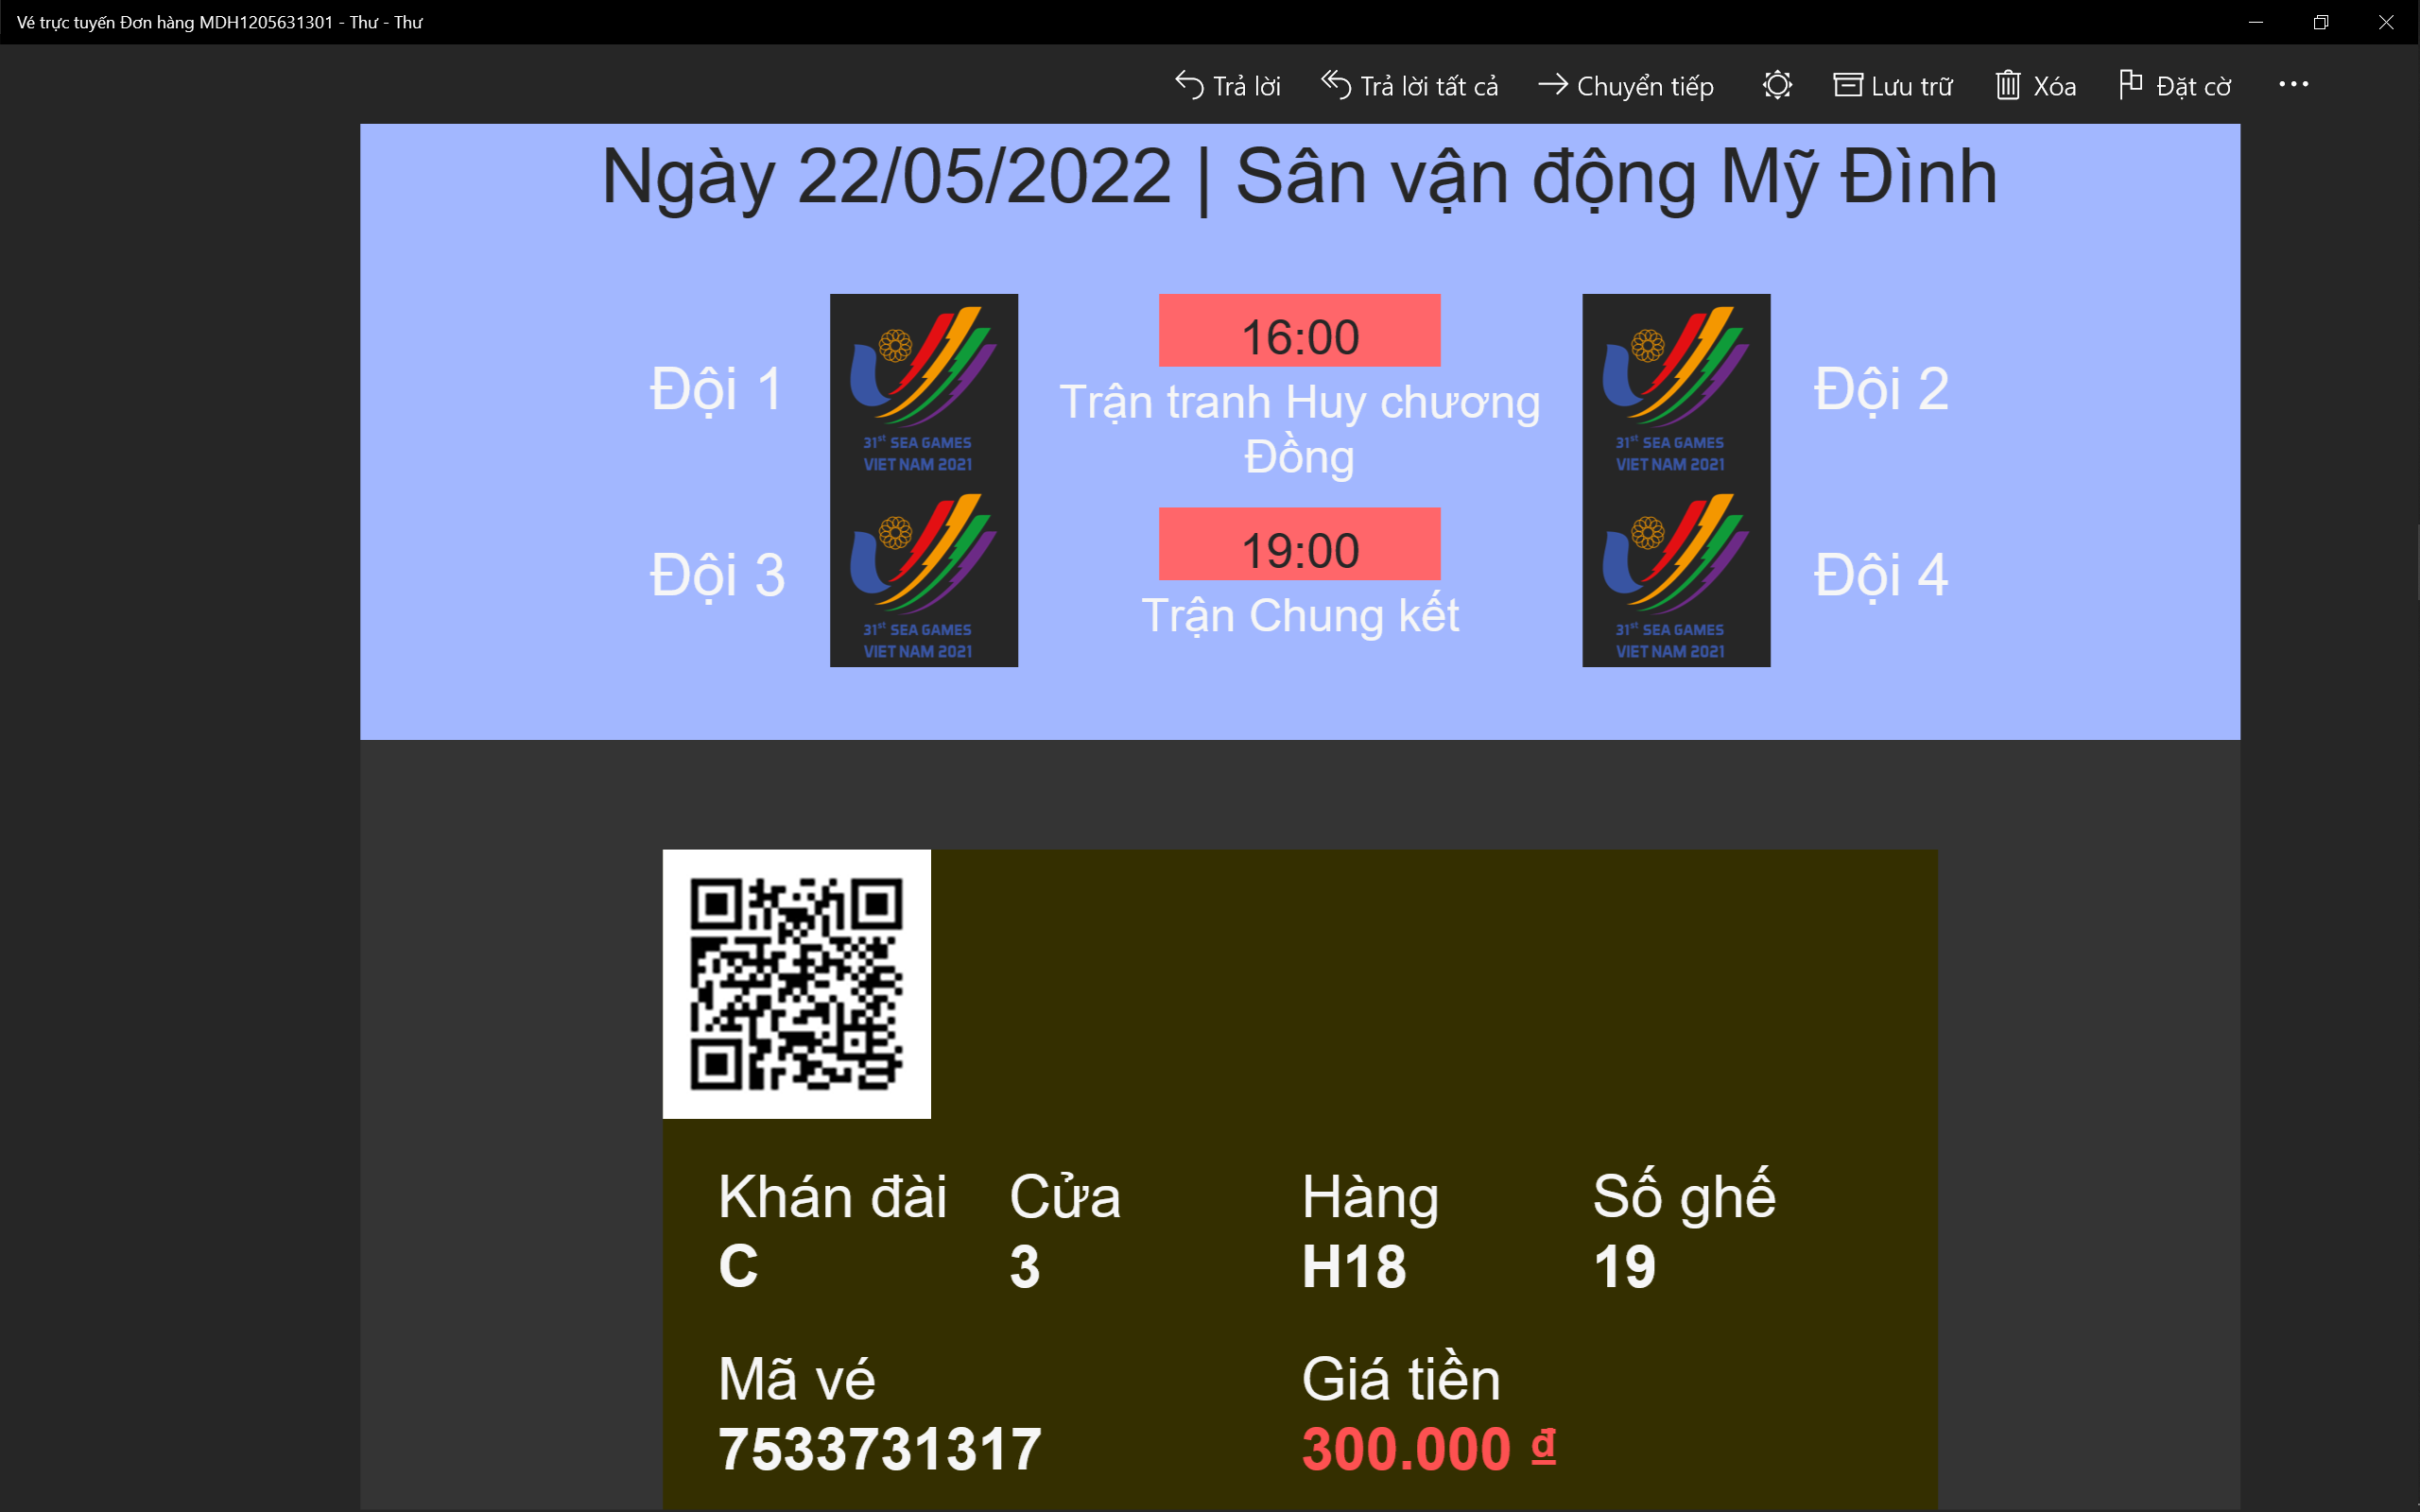 Vé trực tuyến Đơn hàng MDH1205631301 - Thư - Thư
Trả lời Trả lời tất cả Chuyển tiếp Lưu trữ Xóa Đặt cờ
Ngày 22/05/2022 | Sân vận động Mỹ Đình
Đội 1
31st SEA GAMES
VIET NAM 2021
16:00
Trận tranh Huy chương
Đồng
31st SEA GAMES
VIET NAM 2021
Đội 2
Đội 3
31st SEA GAMES
VIET NAM 2021
19:00
Trận Chung kết
31st SEA GAMES
VIET NAM 2021
Đội 4
Khán đài Cửa Hàng Số ghế
C 3 H18 19
Mã vé Giá tiền
7533731317 300.000 ₫